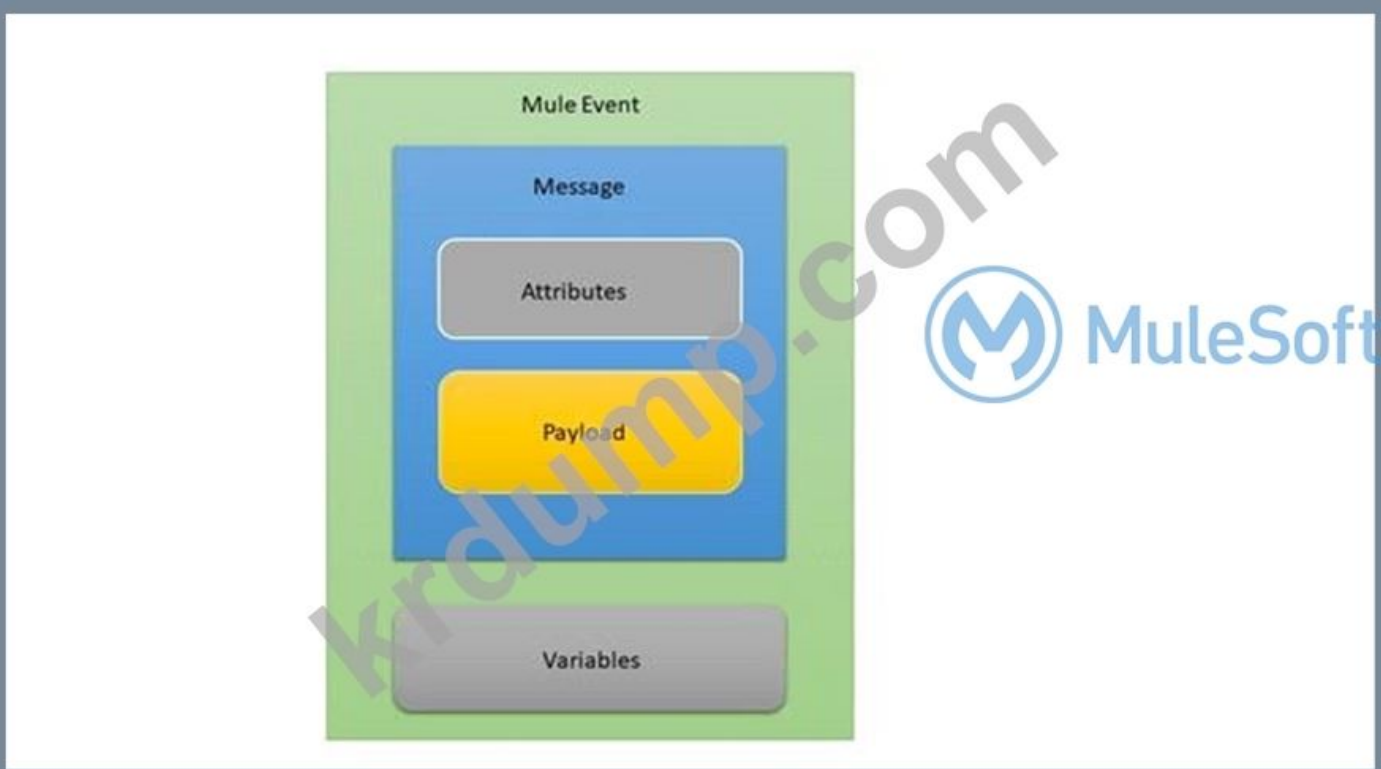 Mule Event
Message
Attributes
Payload
Variables
krdump.com
MuleSoft